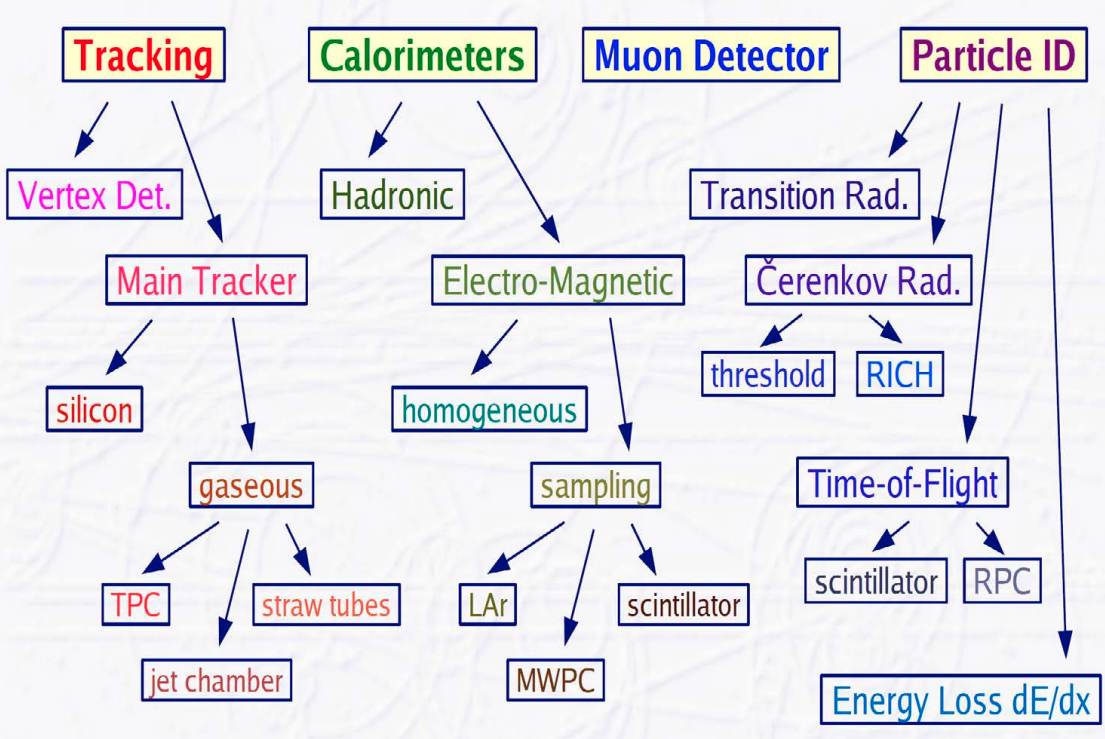 Tracking
Calorimeters
Muon Detector
Particle ID
Vertex Det.
Hadronic
Transition Rad.
Main Tracker
Electro-Magnetic
Čerenkov Rad.
threshold
RICH
silicon
homogeneous
gaseous
sampling
Time-of-Flight
scintillator
RPC
TPC
straw tubes
LAr
scintillator
jet chamber
MWPC
Energy Loss dE/dx